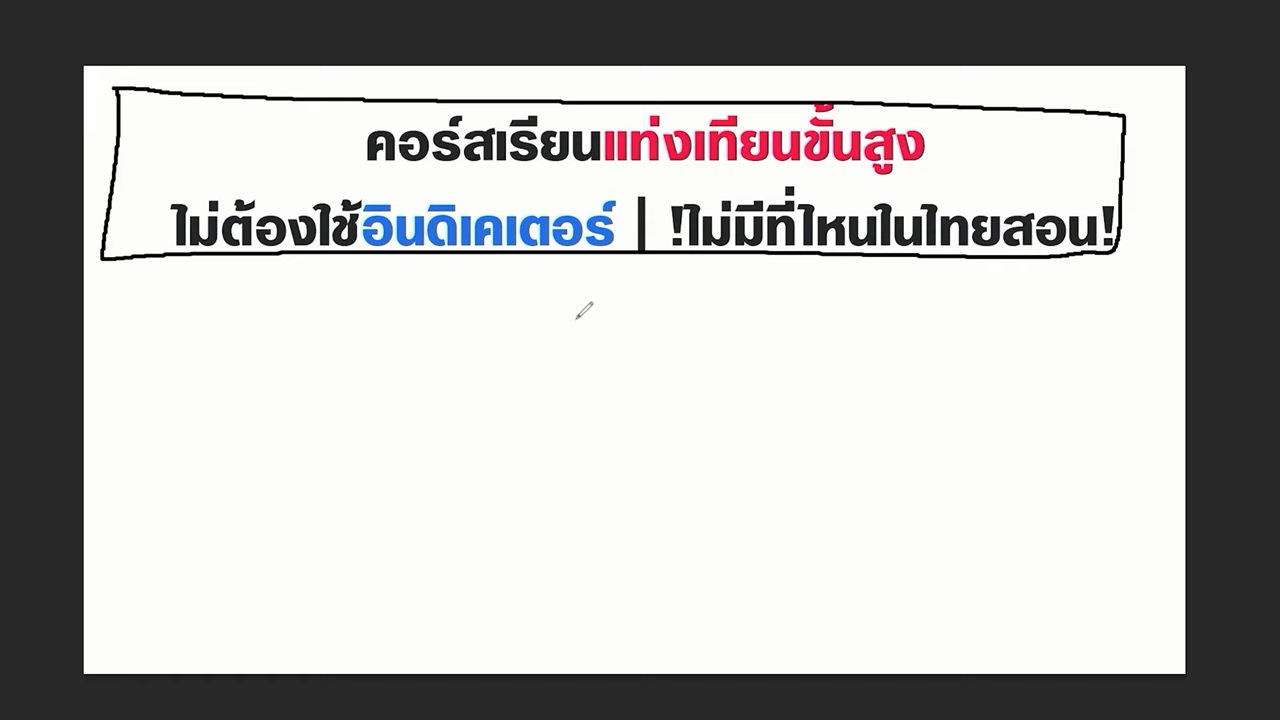 คอร์สเรียนแท่งเทียนขั้นสูง
ไม่ต้องใช้อินดิเคเตอร์ | !ไม่มีที่ไหนในไทยสอน!